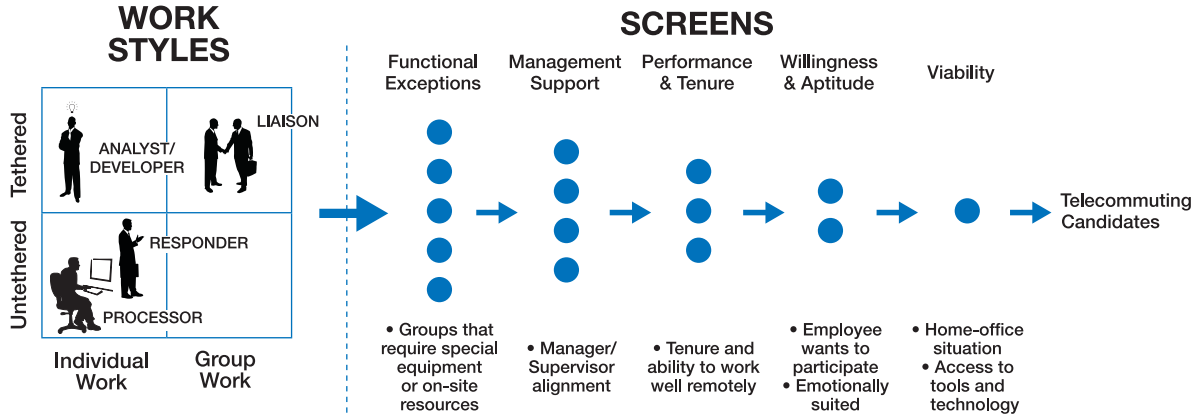 WORK
STYLES
Tethered
Untethered
ANALYST/
DEVELOPER
LIAISON
RESPONDER
PROCESSOR
Individual
Work
Group
Work
SCREENS
Functional
Exceptions
Management
Support
Performance
& Tenure
Willingness
& Aptitude
Viability
• Groups that
require special
equipment
or on-site
resources
• Manager/
Supervisor
alignment
• Tenure and
ability to work
well remotely
• Employee
wants to
participate
• Emotionally
suited
• Home-office
situation
• Access to
tools and
technology
Telecommuting
Candidates